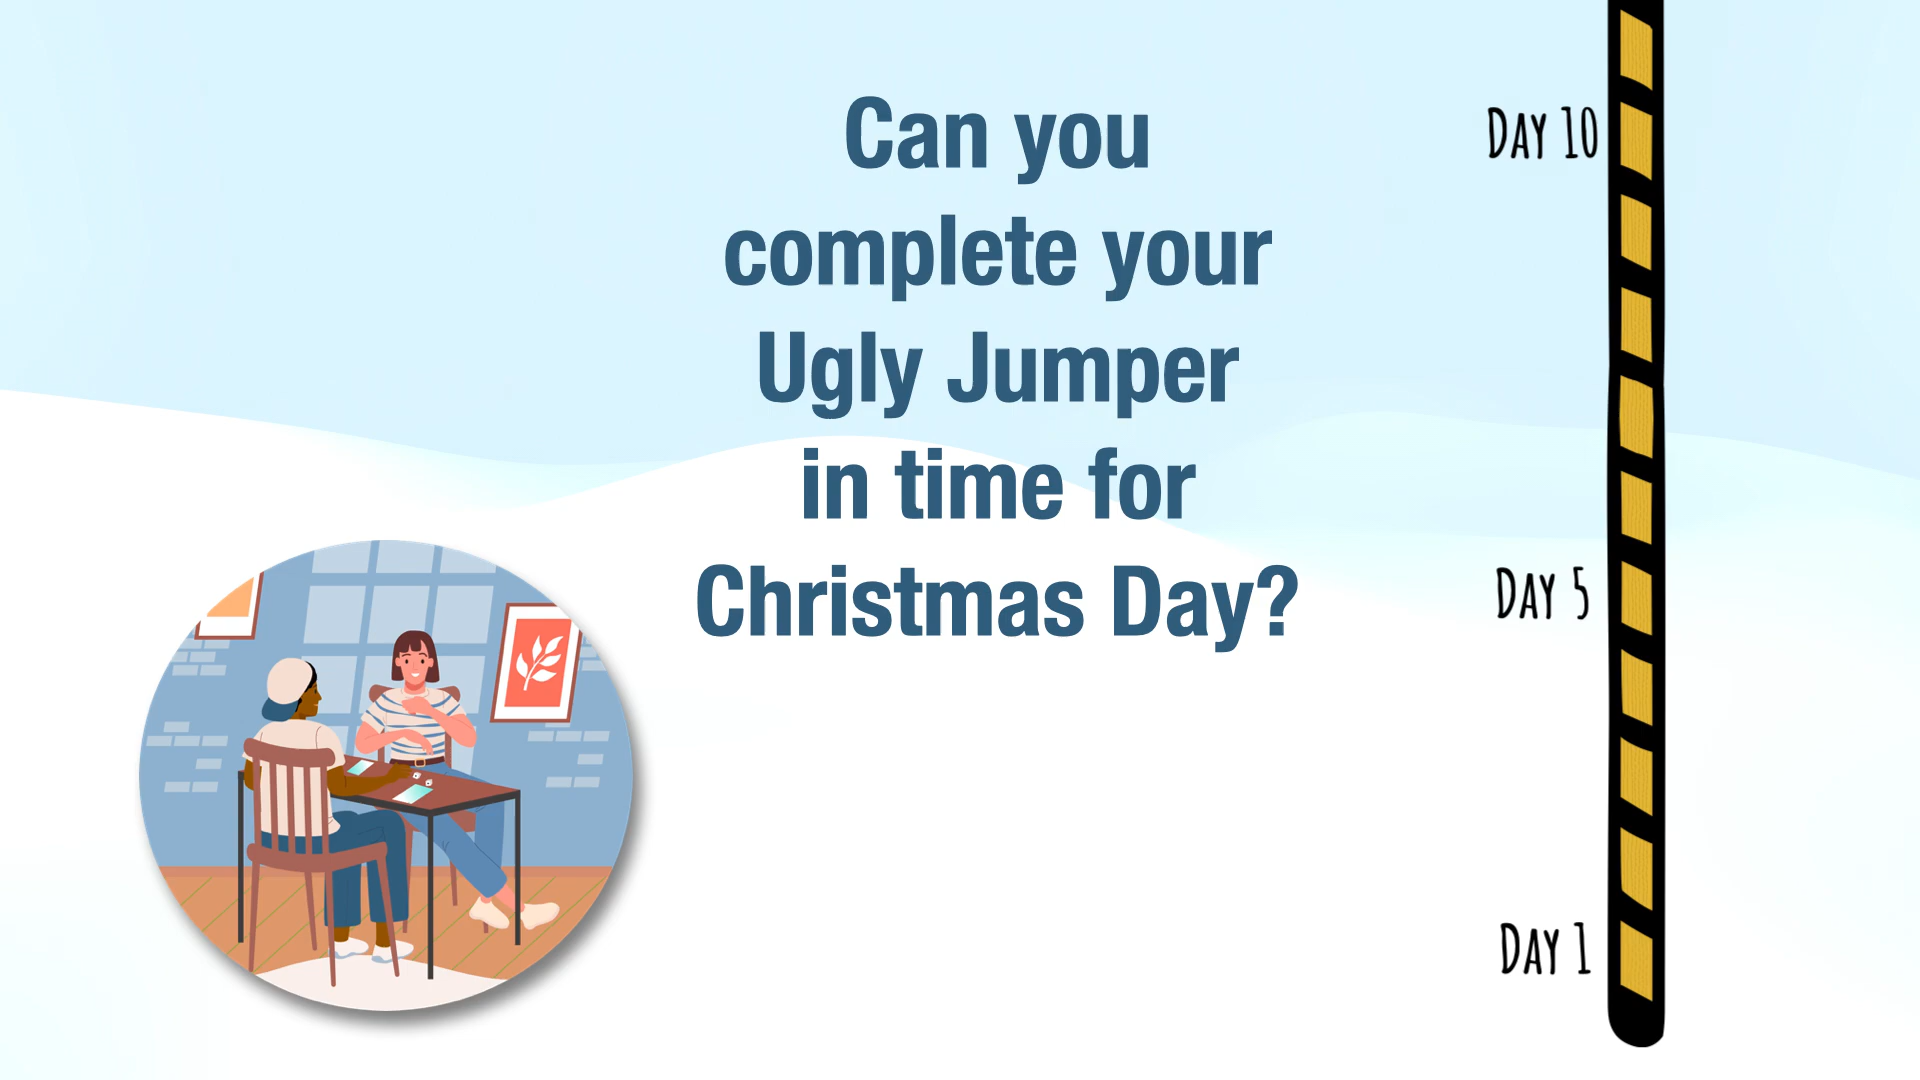 Can you
complete your
Ugly Jumper
in time for
Christmas Day?
Day 10
Day 5
Day 1